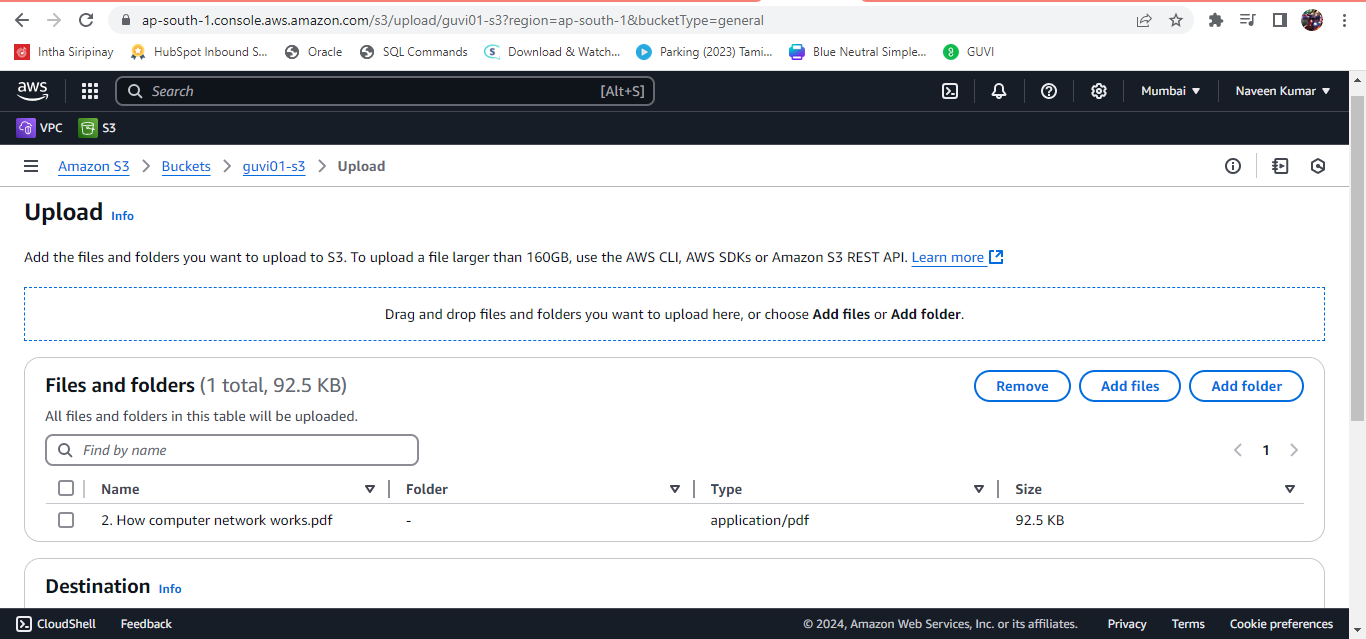 ap-south-1.console.aws.amazon.com/s3/upload/guvi01-s3?region=ap-south-1&bucketType=general
Intha Siripinay HubSpot Inbound S... Oracle SQL Commands Download & Watch... Parking (2023) Tami... Blue Neutral Simple... GUVI
aws Search [Alt+S] Mumbai Naveen Kumar
VPC S3
Amazon S3 Buckets guvi01-s3 Upload
Upload Info
Add the files and folders you want to upload to S3. To upload a file larger than 160GB, use the AWS CLI, AWS SDKs or Amazon S3 REST API. Learn more
Drag and drop files and folders you want to upload here, or choose Add files or Add folder.
Files and folders (1 total, 92.5 KB) Remove Add files Add folder
All files and folders in this table will be uploaded.
Find by name 1
Name Folder Type Size
2. How computer network works.pdf - application/pdf 92.5 KB
Destination Info
CloudShell Feedback © 2024, Amazon Web Services, Inc. or its affiliates. Privacy Terms Cookie preferences